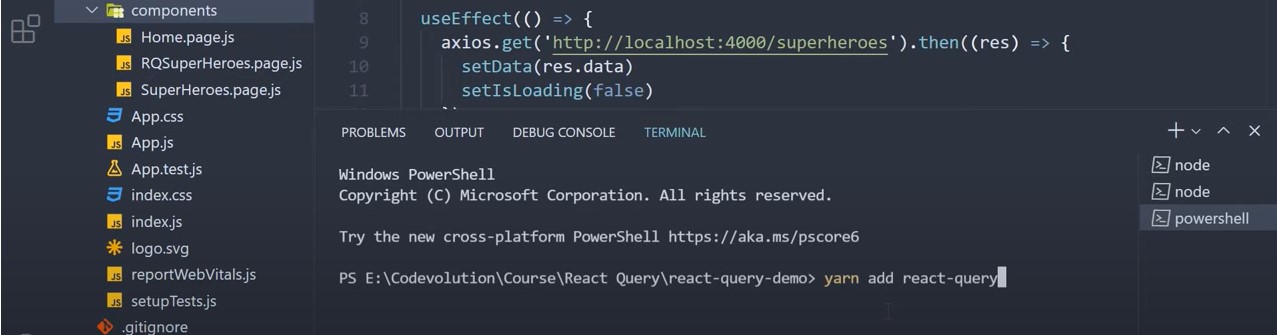 components
Home.page.js
RQSuperHeroes.page.js
SuperHeroes.page.js
App.css
App.js
App.test.js
index.css
index.js
logo.svg
reportWebVitals.js
setupTests.js
.gitignore
8 useEffect(() => {
9 axios.get('http://localhost:4000/superheroes').then((res) => {
10 setData(res.data)
11 setIsLoading(false)
PROBLEMS OUTPUT DEBUG CONSOLE TERMINAL
Windows PowerShell
Copyright (C) Microsoft Corporation. All rights reserved.
Try the new cross-platform PowerShell https://aka.ms/pscore6
PS E:\Codevolution\Course\React Query\react-query-demo> yarn add react-query
node
node
powershell